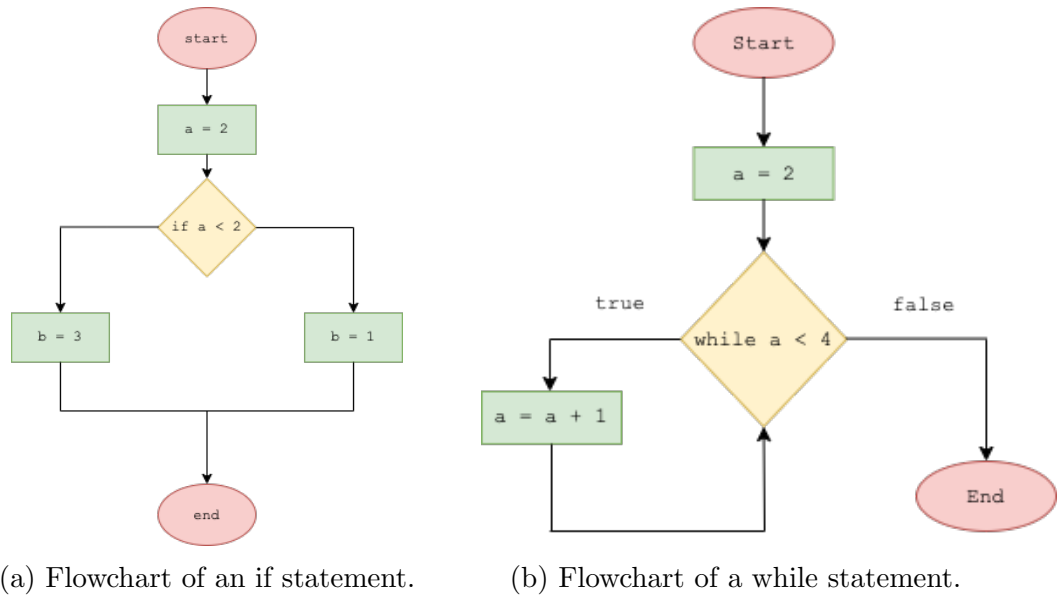 start
a = 2
if a < 2
b = 3
b = 1
end
(a) Flowchart of an if statement.
Start
a = 2
while a < 4
true
false
a = a + 1
End
(b) Flowchart of a while statement.